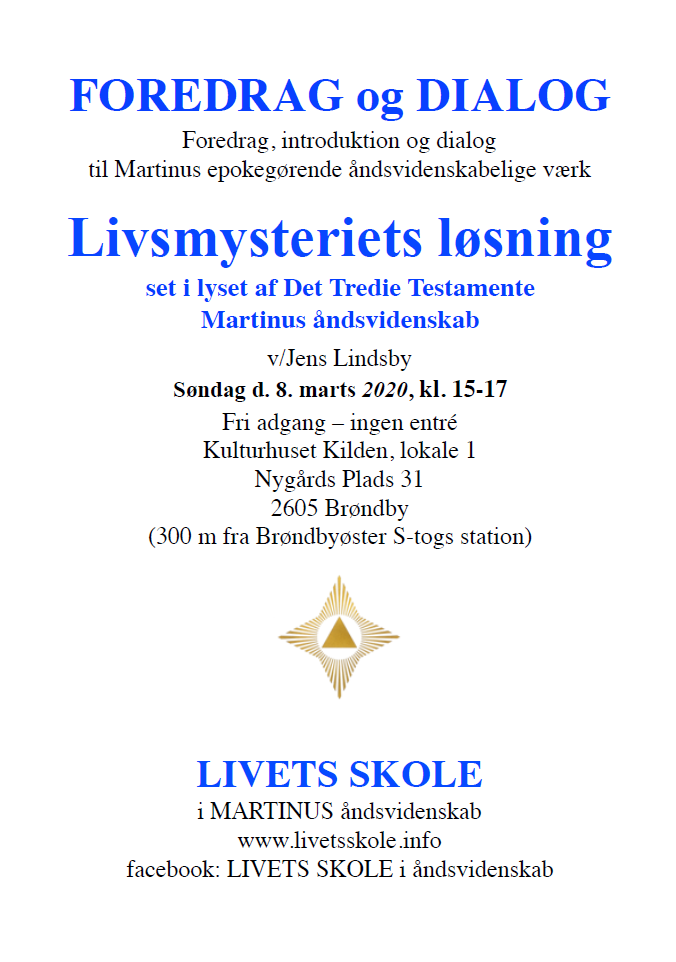 FOREDRAG og DIALOG
Foredrag, introduktion og dialog
til Martinus epokegørende åndsvidenskabelige værk
Livsmysteriets løsning
set i lyset af Det Tredie Testamente
Martinus åndsvidenskab
v/Jens Lindsby
Søndag d. 8. marts 2020, kl. 15-17
Fri adgang – ingen entré
Kulturhuset Kilden, lokale 1
Nygårds Plads 31
2605 Brøndby
(300 m fra Brøndbyøster S-togs station)
LIVETS SKOLE
i MARTINUS åndsvidenskab
www.livetsskole.info
facebook: LIVETS SKOLE i åndsvidenskab